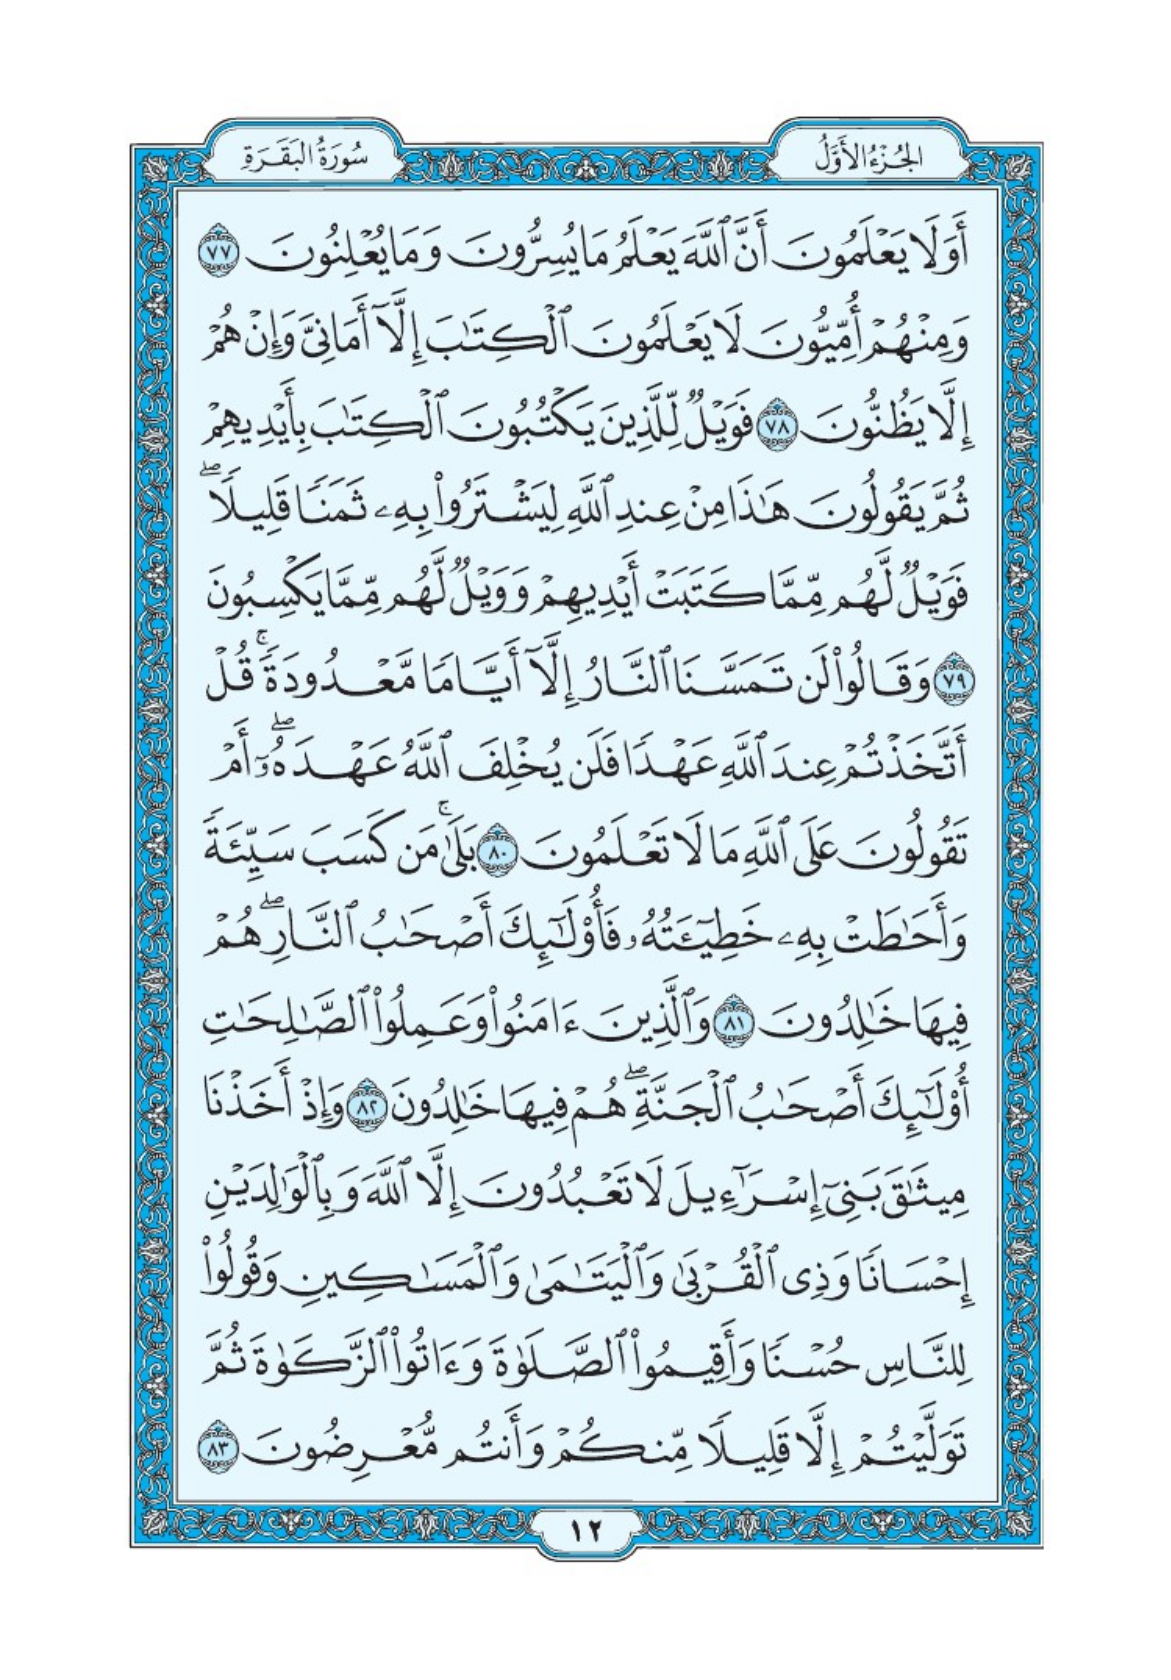 الجُزْءُ الأَوَّلُ
سُورَةُ البَقَرَةِ
أَوَلَا يَعْلَمُونَ أَنَّ ٱللَّهَ يَعْلَمُ مَا يُسِرُّونَ وَمَا يُعْلِنُونَ ٧٧
وَمِنْهُمْ أُمِّيُّونَ لَا يَعْلَمُونَ ٱلْكِتَٰبَ إِلَّآ أَمَانِىَّ وَإِنْ هُمْ
إِلَّا يَظُنُّونَ ٧٨ فَوَيْلٌ لِّلَّذِينَ يَكْتُبُونَ ٱلْكِتَٰبَ بِأَيْدِيهِمْ
ثُمَّ يَقُولُونَ هَٰذَا مِنْ عِندِ ٱللَّهِ لِيَشْتَرُوا۟ بِهِۦ ثَمَنًا قَلِيلًا ۖ
فَوَيْلٌ لَّهُم مِّمَّا كَتَبَتْ أَيْدِيهِمْ وَوَيْلٌ لَّهُم مِّمَّا يَكْسِبُونَ
٧٩ وَقَالُوا۟ لَن تَمَسَّنَا ٱلنَّارُ إِلَّآ أَيَّامًا مَّعْدُودَةً ۚ قُلْ
أَتَّخَذْتُمْ عِندَ ٱللَّهِ عَهْدًا فَلَن يُخْلِفَ ٱللَّهُ عَهْدَهُۥٓ ۖ أَمْ
تَقُولُونَ عَلَى ٱللَّهِ مَا لَا تَعْلَمُونَ ٨٠ بَلَىٰ ۚ مَن كَسَبَ سَيِّئَةً
وَأَحَٰطَتْ بِهِۦ خَطِيٓـَٔتُهُۥ فَأُو۟لَٰٓئِكَ أَصْحَٰبُ ٱلنَّارِ ۖ هُمْ
فِيهَا خَٰلِدُونَ ٨١ وَٱلَّذِينَ ءَامَنُوا۟ وَعَمِلُوا۟ ٱلصَّٰلِحَٰتِ
أُو۟لَٰٓئِكَ أَصْحَٰبُ ٱلْجَنَّةِ ۖ هُمْ فِيهَا خَٰلِدُونَ ٨٢ وَإِذْ أَخَذْنَا
مِيثَٰقَ بَنِىٓ إِسْرَٰٓءِيلَ لَا تَعْبُدُونَ إِلَّا ٱللَّهَ وَبِٱلْوَٰلِدَيْنِ
إِحْسَانًا وَذِى ٱلْقُرْبَىٰ وَٱلْيَتَٰمَىٰ وَٱلْمَسَٰكِينِ وَقُولُوا۟
لِلنَّاسِ حُسْنًا وَأَقِيمُوا۟ ٱلصَّلَوٰةَ وَءَاتُوا۟ ٱلزَّكَوٰةَ ثُمَّ
تَوَلَّيْتُمْ إِلَّا قَلِيلًا مِّنكُمْ وَأَنتُم مُّعْرِضُونَ ٨٣
١٢